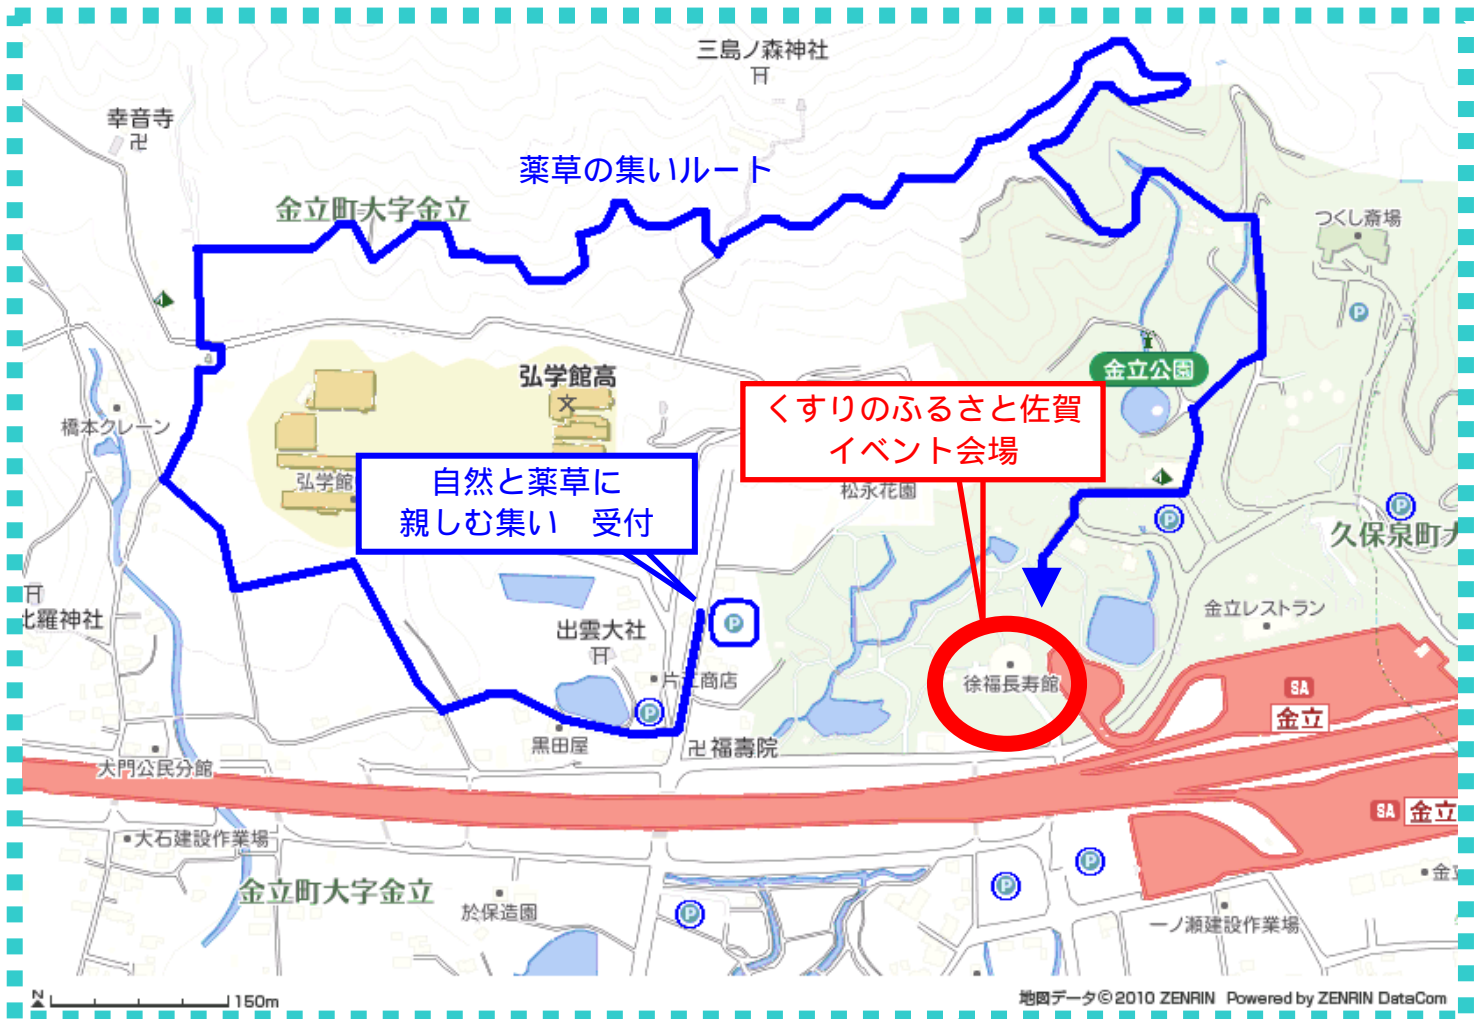 三島ノ森神社
幸音寺
薬草の集いルート
金立町大字金立
つくし斎場
弘学館高
金立公園
くすりのふるさと佐賀
イベント会場
橋本クレーン
弘学館
自然と薬草に
親しむ集い　受付
松永花園
久保泉町大
比羅神社
出雲大社
金立レストラン
片江商店
徐福長寿館
SA
金立
黒田屋
福壽院
大門公民分館
SA 金立
大石建設作業場
金立町大字金立
於保造園
一ノ瀬建設作業場
N
150m
地図データ©2010 ZENRIN Powered by ZENRIN DataCom